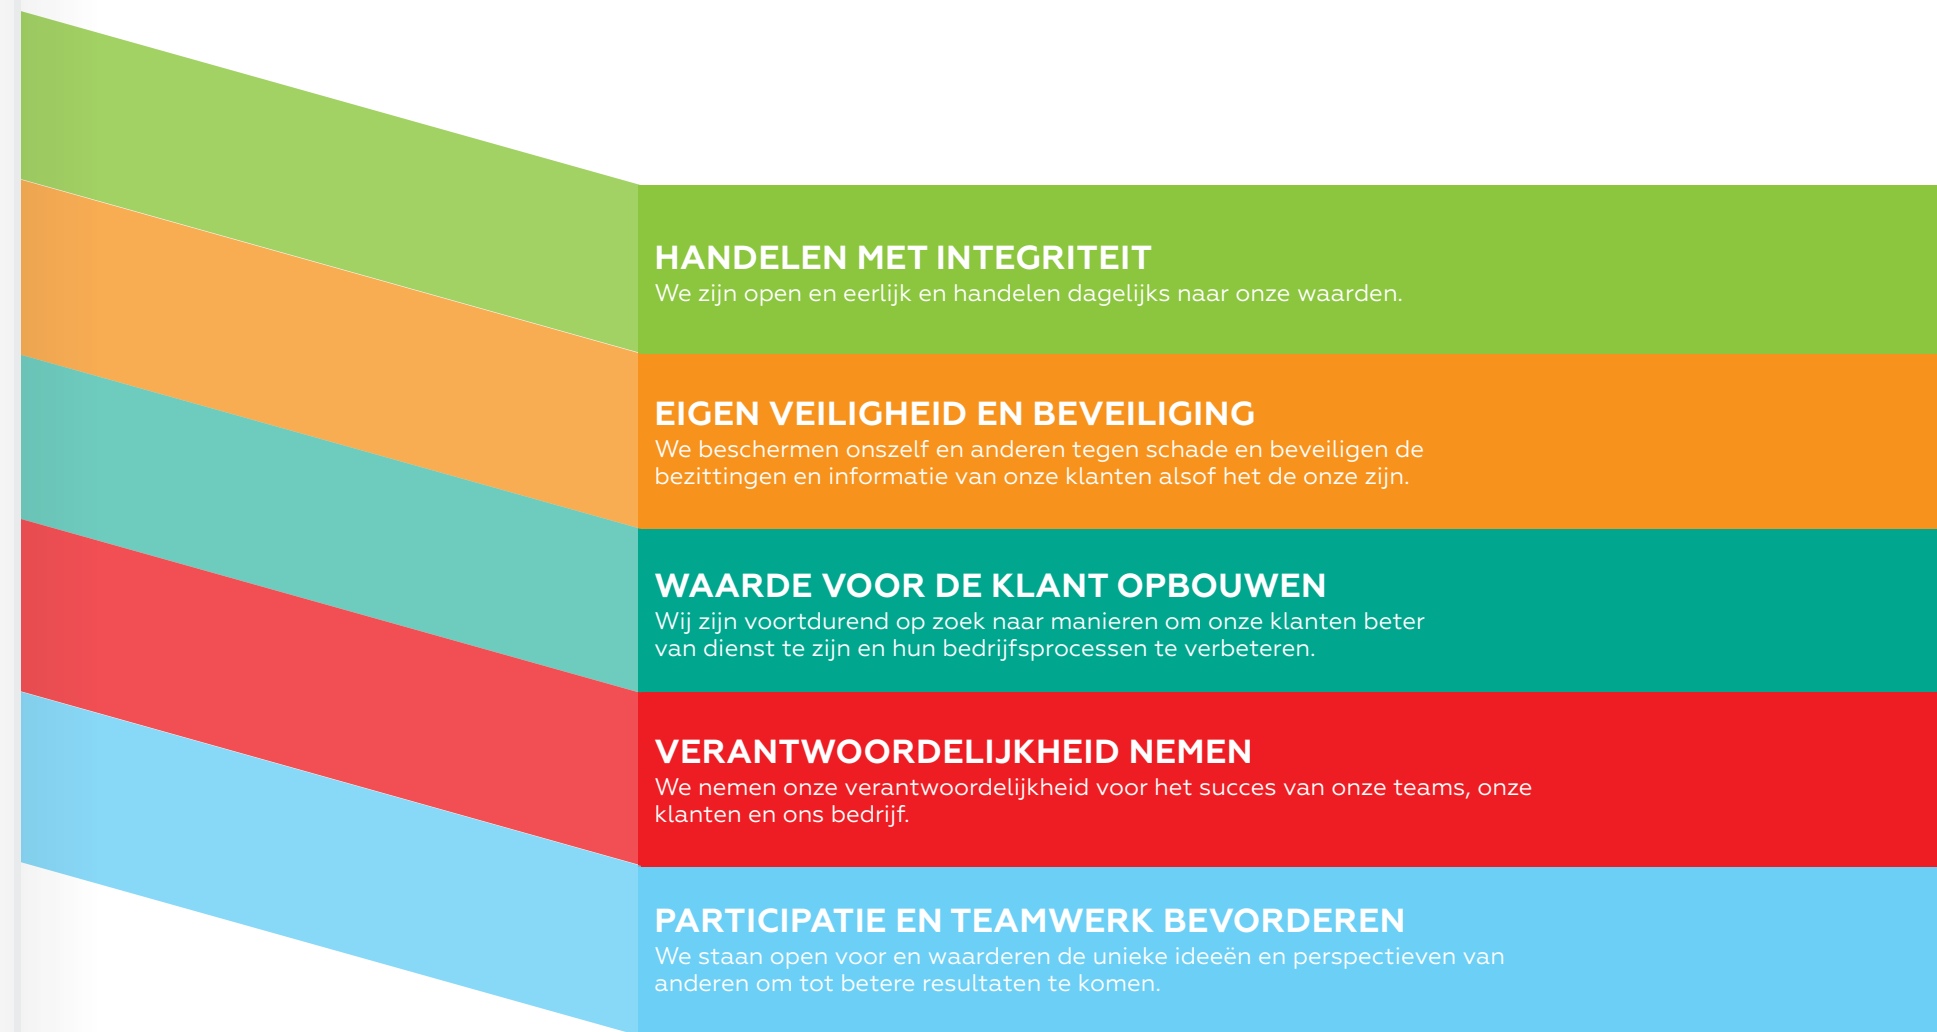 HANDELEN MET INTEGRITEIT
We zijn open en eerlijk en handelen dagelijks naar onze waarden.
EIGEN VEILIGHEID EN BEVEILIGING
We beschermen onszelf en anderen tegen schade en beveiligen de
bezittingen en informatie van onze klanten alsof het de onze zijn.
WAARDE VOOR DE KLANT OPBOUWEN
Wij zijn voortdurend op zoek naar manieren om onze klanten beter
van dienst te zijn en hun bedrijfsprocessen te verbeteren.
VERANTWOORDELIJKHEID NEMEN
We nemen onze verantwoordelijkheid voor het succes van onze teams, onze
klanten en ons bedrijf.
PARTICIPATIE EN TEAMWERK BEVORDEREN
We staan open voor en waarderen de unieke ideeën en perspectieven van
anderen om tot betere resultaten te komen.